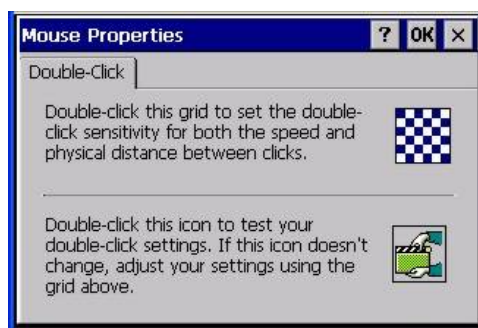 Mouse Properties ? OK ×
Double-Click
Double-click this grid to set the double-
click sensitivity for both the speed and
physical distance between clicks.
Double-click this icon to test your
double-click settings. If this icon doesn't
change, adjust your settings using the
grid above.